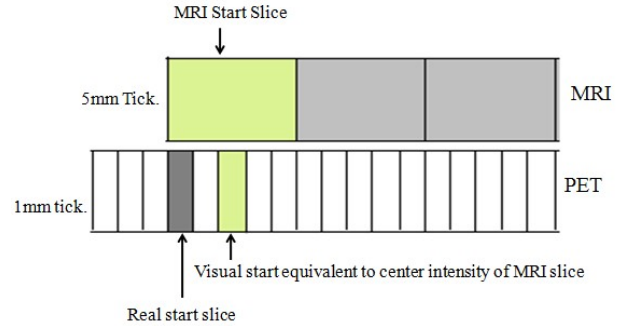 MRI Start Slice
5mm Tick.
MRI
PET
1mm tick.
Visual start equivalent to center intensity of MRI slice
Real start slice